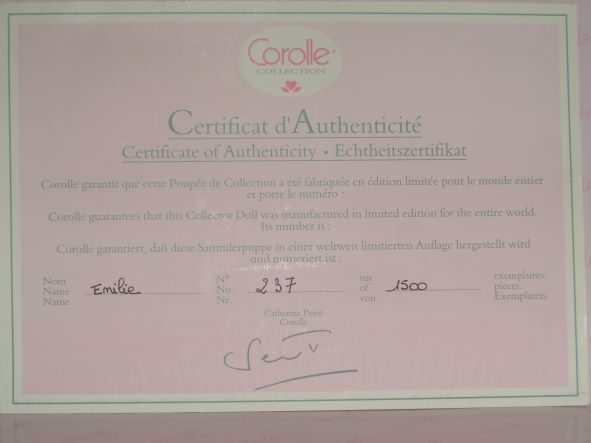 Corolle
COLLECTION
Certificat d'Authenticité
Certificate of Authenticity • Echtheitszertifikat
Corolle garantit que cette Poupée de Collection a été fabriquée en édition limitée pour le monde entier
et porte le numéro :
Corolle guarantees that this Collector Doll was manufactured in limited edition for the entire world.
Its number is :
Corolle garantiert, daß diese Sammlerpuppe in einer weltweit limitierten Auflage hergestellt wird
und numeriert ist :
Nom N° sur exemplaires.
Name Emilie No. 237 of 1500 pieces.
Name Nr. von Exemplaren.
Catherine Petot
Corolle